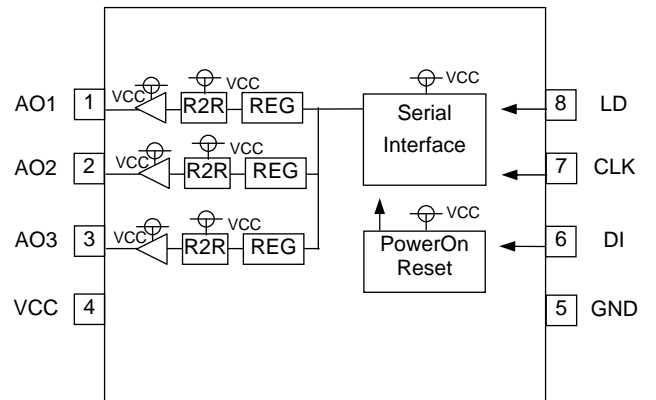 VCC
AO1 1 VCC R2R VCC REG Serial 8 LD
Interface
AO2 2 VCC R2R VCC REG 7 CLK
VCC
AO3 3 VCC R2R VCC REG PowerOn 6 DI
Reset
VCC 4 5 GND